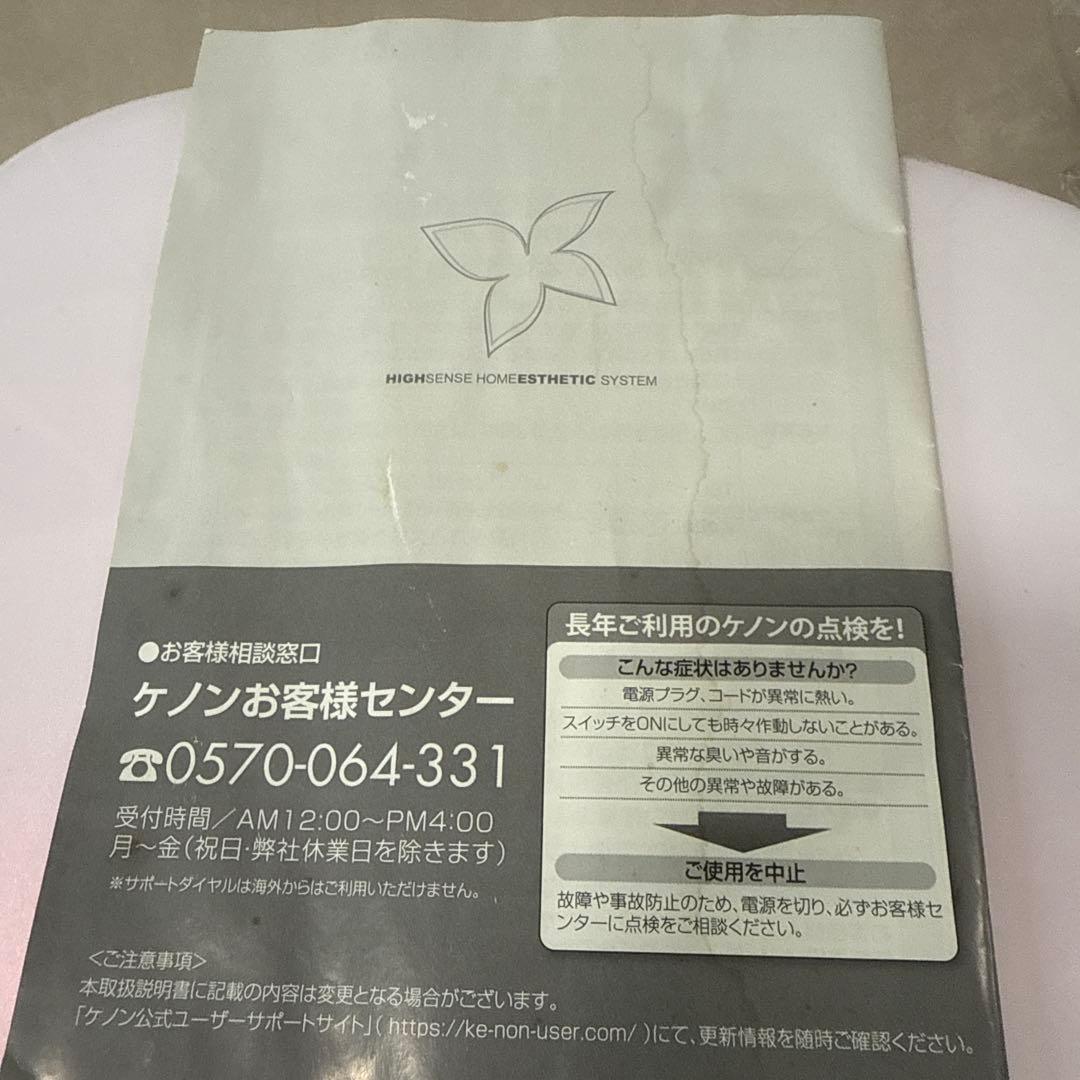 HIGHSENSE HOMEESTHETIC SYSTEM
●お客様相談窓口
ケノンお客様センター
☎0570-064-331
受付時間/AM12:00〜PM4:00
月〜金(祝日・弊社休業日を除きます)
※サポートダイヤルは海外からはご利用いただけません。
長年ご利用のケノンの点検を!
こんな症状はありませんか?
電源プラグ、コードが異常に熱い。
スイッチをONにしても時々作動しないことがある。
異常な臭いや音がする。
その他の異常や故障がある。
ご使用を中止
故障や事故防止のため、電源を切り、必ずお客様セ
ンターに点検をご相談ください。
<ご注意事項>
本取扱説明書に記載の内容は変更となる場合がございます。
「ケノン公式ユーザーサポートサイト」( https://ke-non-user.com/ )にて、更新情報を随時ご確認ください。